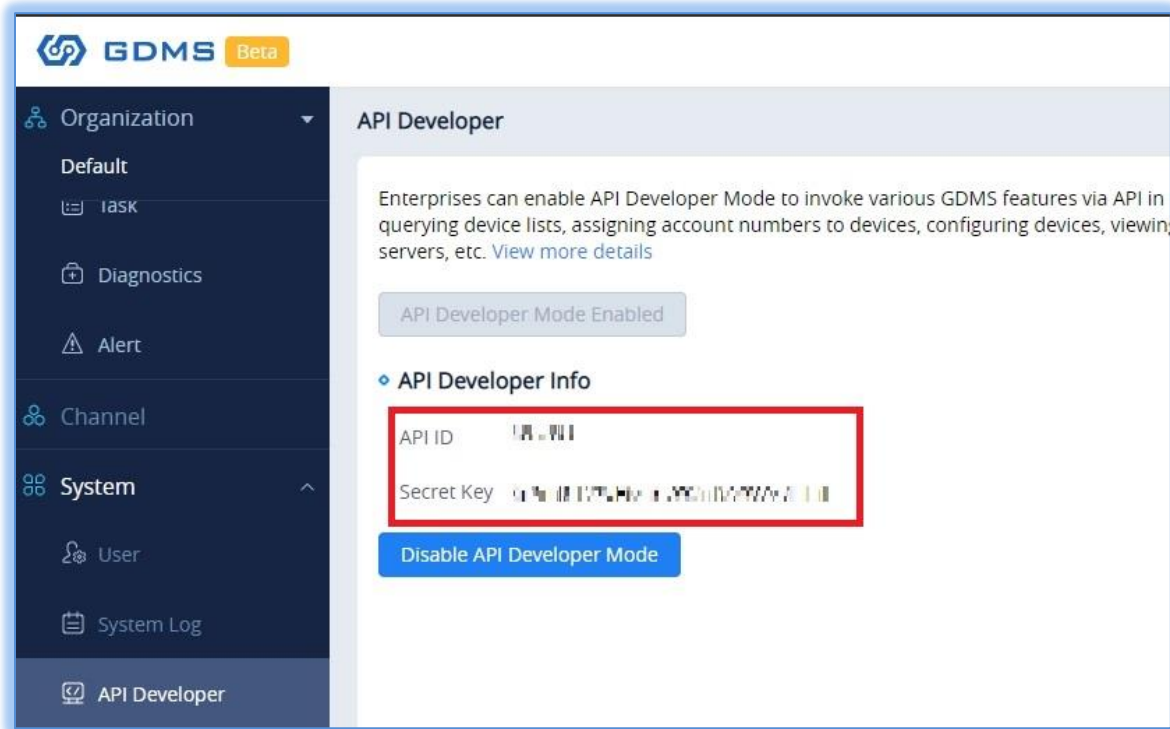 GDMS Beta
Organization
Default
Task
Diagnostics
Alert
Channel
System
User
System Log
API Developer
API Developer
Enterprises can enable API Developer Mode to invoke various GDMS features via API in
querying device lists, assigning account numbers to devices, configuring devices, viewing
servers, etc. View more details
API Developer Mode Enabled
API Developer Info
API ID
Secret Key
Disable API Developer Mode